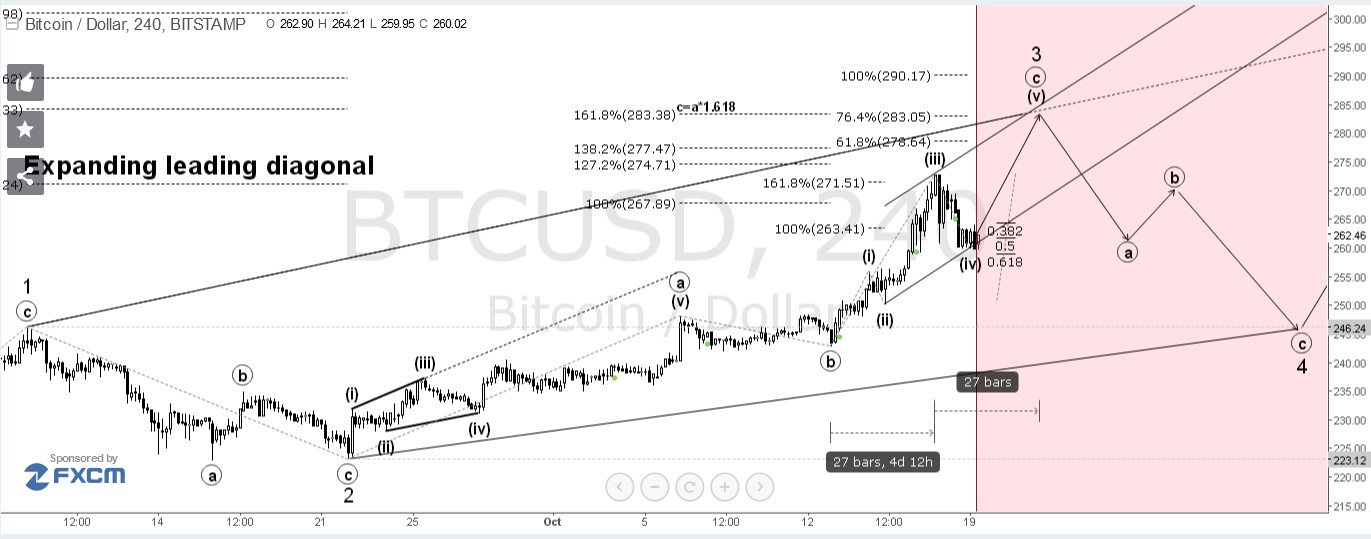 98)
Bitcoin / Dollar, 240, BITSTAMP O 262.90 H 264.21 L 259.95 C 260.02
62)
33)
24)
Expanding leading diagonal
BTCUSD, 240
Bitcoin / Dollar
c=a*1.618
161.8%(283.38)
138.2%(277.47)
127.2%(274.71)
100%(267.89)
100%(290.17)
76.4%(283.05)
61.8%(278.64)
161.8%(271.51)
100%(263.41)
1
c
a
b
c
2
(i)
(ii)
(iii)
(iv)
a
(v)
b
(i)
(ii)
(iii)
(iv)
0.382
0.5
0.618
3
c
(v)
a
b
c
4
27 bars
27 bars, 4d 12h
Sponsored by
FXCM
300.00
295.00
290.00
285.00
280.00
275.00
270.00
265.00
262.46
260.00
255.00
250.00
246.24
240.00
235.00
230.00
225.00
223.12
220.00
215.00
12:00 14 12:00 21 25 Oct 5 12:00 12 12:00 19